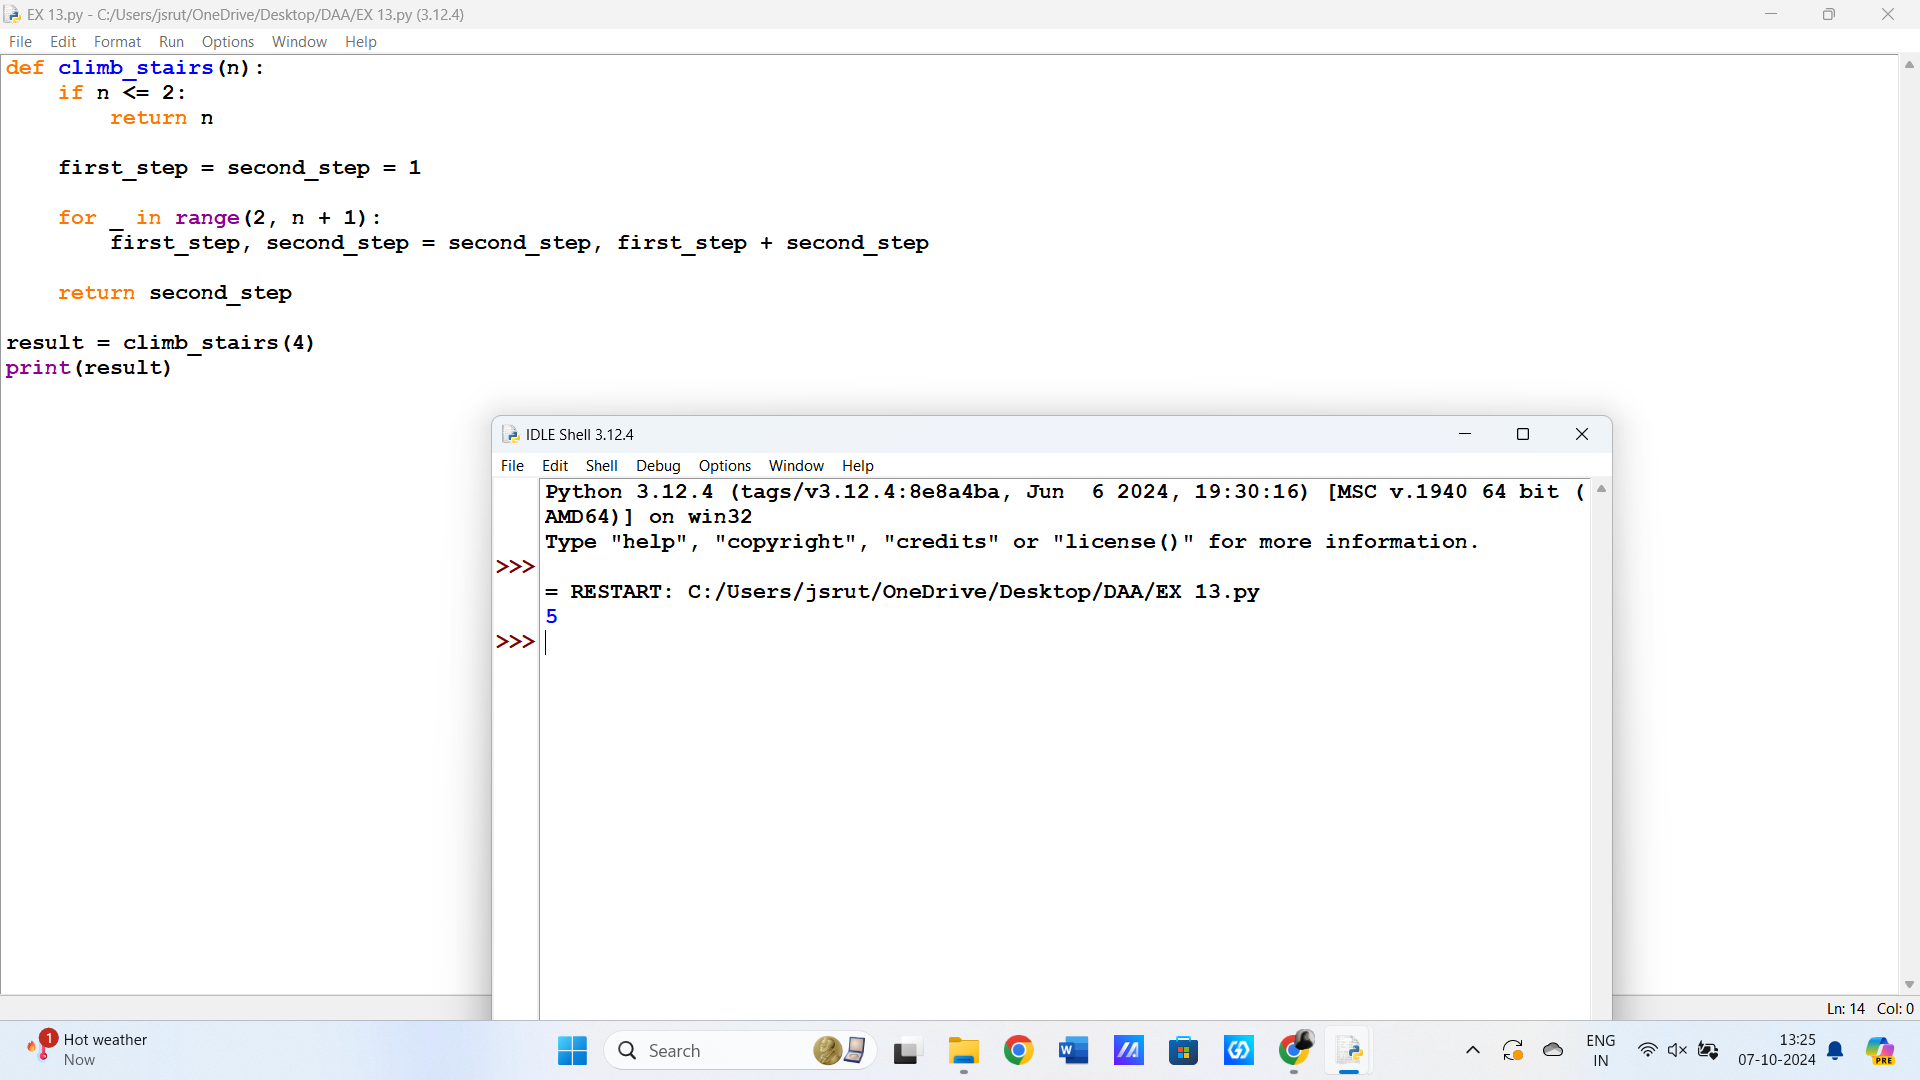 EX 13.py - C:/Users/jsrut/OneDrive/Desktop/DAA/EX 13.py (3.12.4)
File Edit Format Run Options Window Help
def climb_stairs(n):
    if n <= 2:
        return n
    first_step = second_step = 1
    for _ in range(2, n + 1):
        first_step, second_step = second_step, first_step + second_step
    return second_step
result = climb_stairs(4)
print(result)
IDLE Shell 3.12.4
File Edit Shell Debug Options Window Help
Python 3.12.4 (tags/v3.12.4:8e8a4ba, Jun  6 2024, 19:30:16) [MSC v.1940 64 bit (
AMD64)] on win32
Type "help", "copyright", "credits" or "license()" for more information.
>>>
= RESTART: C:/Users/jsrut/OneDrive/Desktop/DAA/EX 13.py
5
>>>
Ln: 14 Col: 0
1
Hot weather
Now
Search
W
ENG
IN
13:25
07-10-2024
PRE